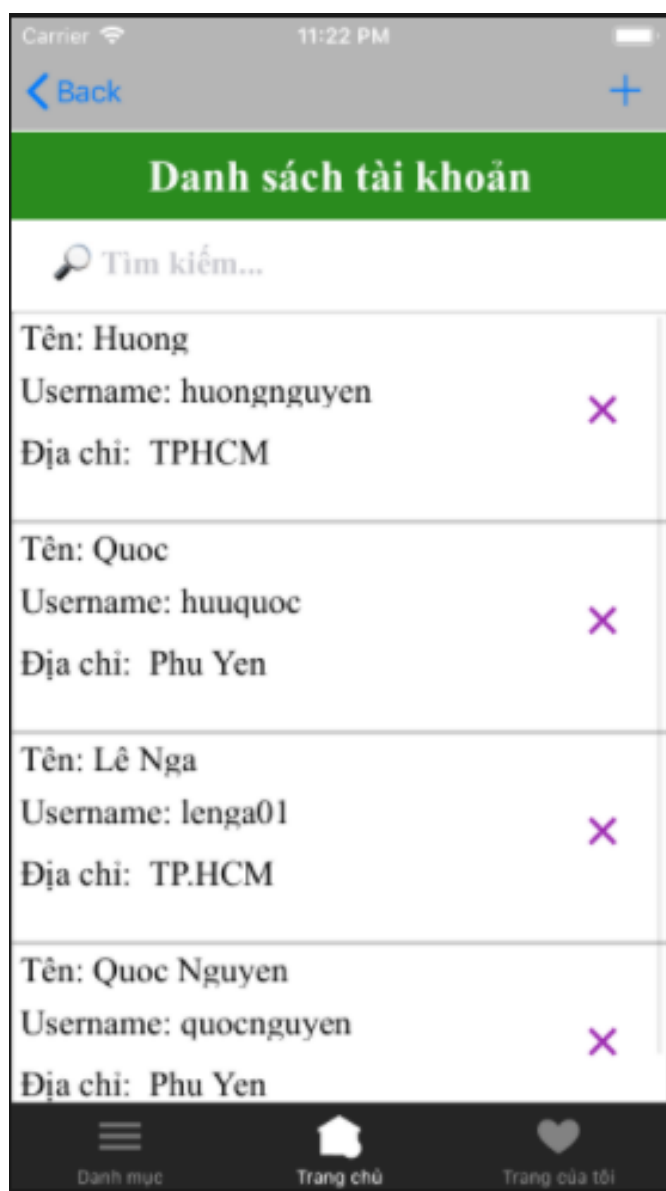 Carrier 11:22 PM
Back
Danh sách tài khoản
Tìm kiếm...
Tên: Huong
Username: huongnguyen
Địa chỉ: TPHCM
Tên: Quoc
Username: huuquoc
Địa chỉ: Phu Yen
Tên: Lê Nga
Username: lenga01
Địa chỉ: TP.HCM
Tên: Quoc Nguyen
Username: quocnguyen
Địa chỉ: Phu Yen
Danh mục Trang chủ Trang của tôi